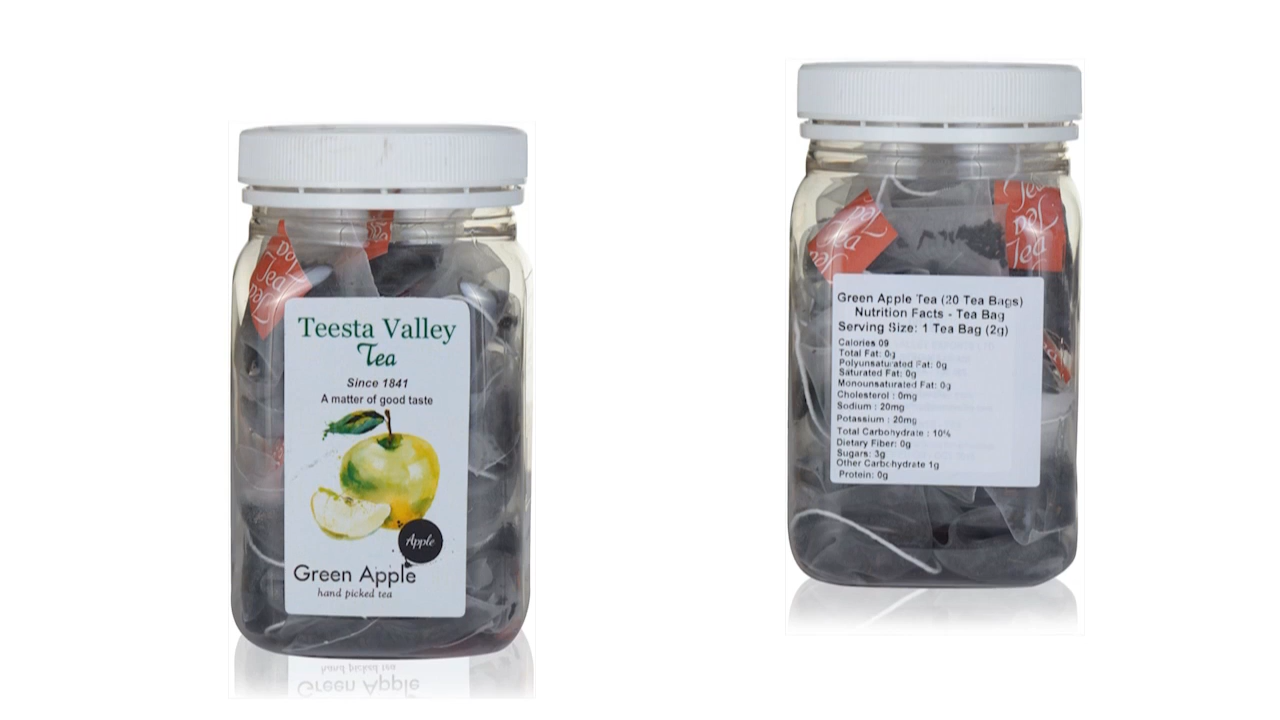 Teesta Valley
Tea
Since 1841
A matter of good taste
Apple
Green Apple
hand picked tea
Green Apple Tea (20 Tea Bags)
Nutrition Facts - Tea Bag
Serving Size: 1 Tea Bag (2g)
Calories 09
Total Fat: 0g
Polyunsaturated Fat: 0g
Saturated Fat: 0g
Monounsaturated Fat: 0g
Cholesterol : 0mg
Sodium : 20mg
Potassium : 20mg
Total Carbohydrate : 10%
Dietary Fiber: 0g
Sugars: 3g
Other Carbohydrate 1g
Protein: 0g